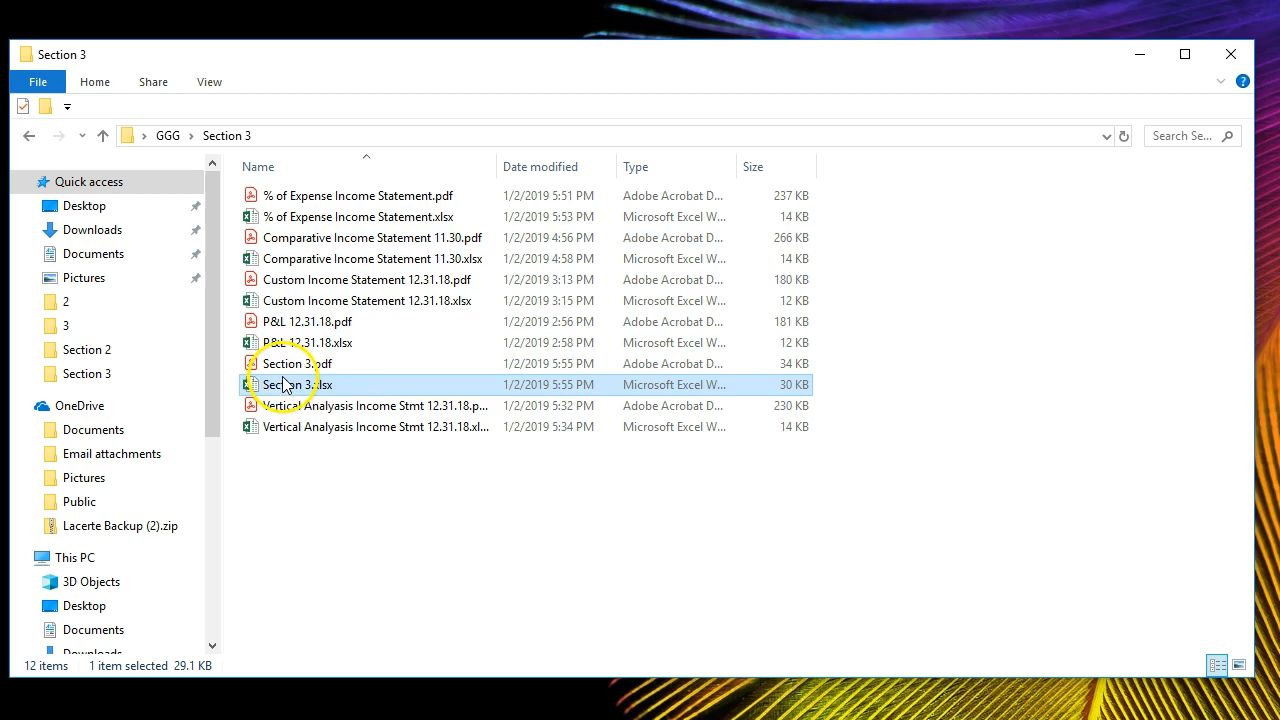 Section 3
File Home Share View
GGG Section 3
Search Se...
Name Date modified Type Size
Quick access
Desktop
Downloads
Documents
Pictures
2
3
Section 2
Section 3
OneDrive
Documents
Email attachments
Pictures
Public
Lacerte Backup (2).zip
This PC
3D Objects
Desktop
Documents
Downloads
% of Expense Income Statement.pdf 1/2/2019 5:51 PM Adobe Acrobat D... 237 KB
% of Expense Income Statement.xlsx 1/2/2019 5:53 PM Microsoft Excel W... 14 KB
Comparative Income Statement 11.30.pdf 1/2/2019 4:56 PM Adobe Acrobat D... 266 KB
Comparative Income Statement 11.30.xlsx 1/2/2019 4:58 PM Microsoft Excel W... 14 KB
Custom Income Statement 12.31.18.pdf 1/2/2019 3:13 PM Adobe Acrobat D... 180 KB
Custom Income Statement 12.31.18.xlsx 1/2/2019 3:15 PM Microsoft Excel W... 12 KB
P&L 12.31.18.pdf 1/2/2019 2:56 PM Adobe Acrobat D... 181 KB
P&L 12.31.18.xlsx 1/2/2019 2:58 PM Microsoft Excel W... 12 KB
Section 3.pdf 1/2/2019 5:55 PM Adobe Acrobat D... 34 KB
Section 3.xlsx 1/2/2019 5:55 PM Microsoft Excel W... 30 KB
Vertical Analyasis Income Stmt 12.31.18.p... 1/2/2019 5:32 PM Adobe Acrobat D... 230 KB
Vertical Analyasis Income Stmt 12.31.18.xl... 1/2/2019 5:34 PM Microsoft Excel W... 14 KB
12 items 1 item selected 29.1 KB